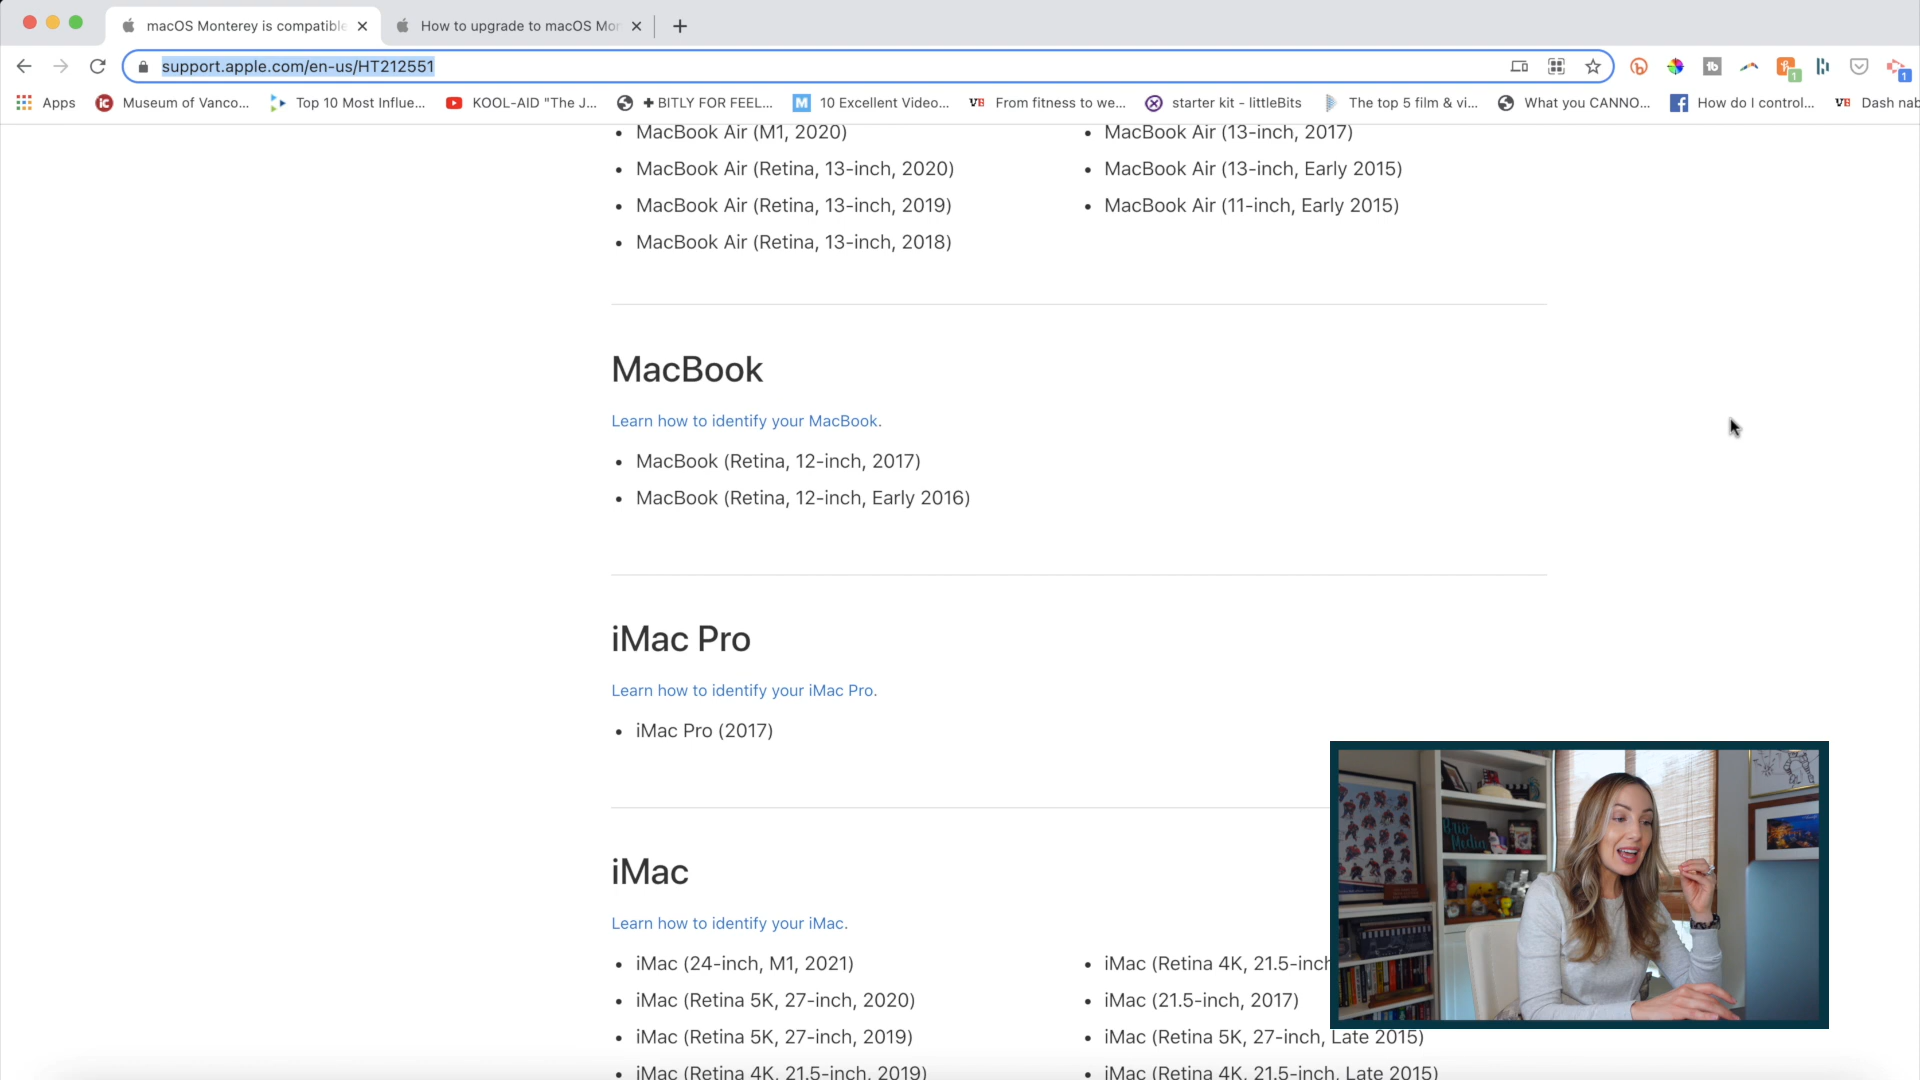 macOS Monterey is compatible
How to upgrade to macOS Mon
support.apple.com/en-us/HT212551
Apps
Museum of Vanco...
Top 10 Most Influe...
KOOL-AID "The J...
+ BITLY FOR FEEL...
M
10 Excellent Video...
VB
From fitness to we...
starter kit - littleBits
The top 5 film & vi...
What you CANNO...
How do I control...
VB
Dash nab
• MacBook Air (M1, 2020)
• MacBook Air (Retina, 13-inch, 2020)
• MacBook Air (Retina, 13-inch, 2019)
• MacBook Air (Retina, 13-inch, 2018)
• MacBook Air (13-inch, 2017)
• MacBook Air (13-inch, Early 2015)
• MacBook Air (11-inch, Early 2015)
MacBook
Learn how to identify your MacBook.
• MacBook (Retina, 12-inch, 2017)
• MacBook (Retina, 12-inch, Early 2016)
iMac Pro
Learn how to identify your iMac Pro.
• iMac Pro (2017)
iMac
Learn how to identify your iMac.
• iMac (24-inch, M1, 2021)
• iMac (Retina 5K, 27-inch, 2020)
• iMac (Retina 5K, 27-inch, 2019)
• iMac (Retina 4K, 21.5-inch, 2019)
• iMac (Retina 4K, 21.5-inch
• iMac (21.5-inch, 2017)
• iMac (Retina 5K, 27-inch, Late 2015)
• iMac (Retina 4K, 21.5-inch, Late 2015)
Media